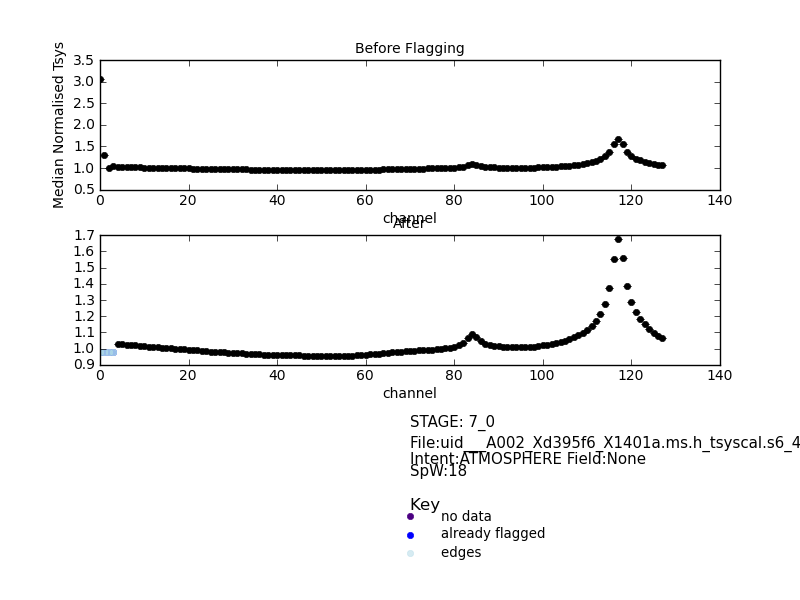 Before Flagging
Median Normalised Tsys
3.5
3.0
2.5
2.0
1.5
1.0
0.5
0 20 40 60 80 100 120 140
channel
After
1.7
1.6
1.5
1.4
1.3
1.2
1.1
1.0
0.9
0 20 40 60 80 100 120 140
channel
STAGE: 7_0
File:uid___A002_Xd395f6_X1401a.ms.h_tsyscal.s6_4
Intent:ATMOSPHERE Field:None
SpW:18
Key
no data
already flagged
edges